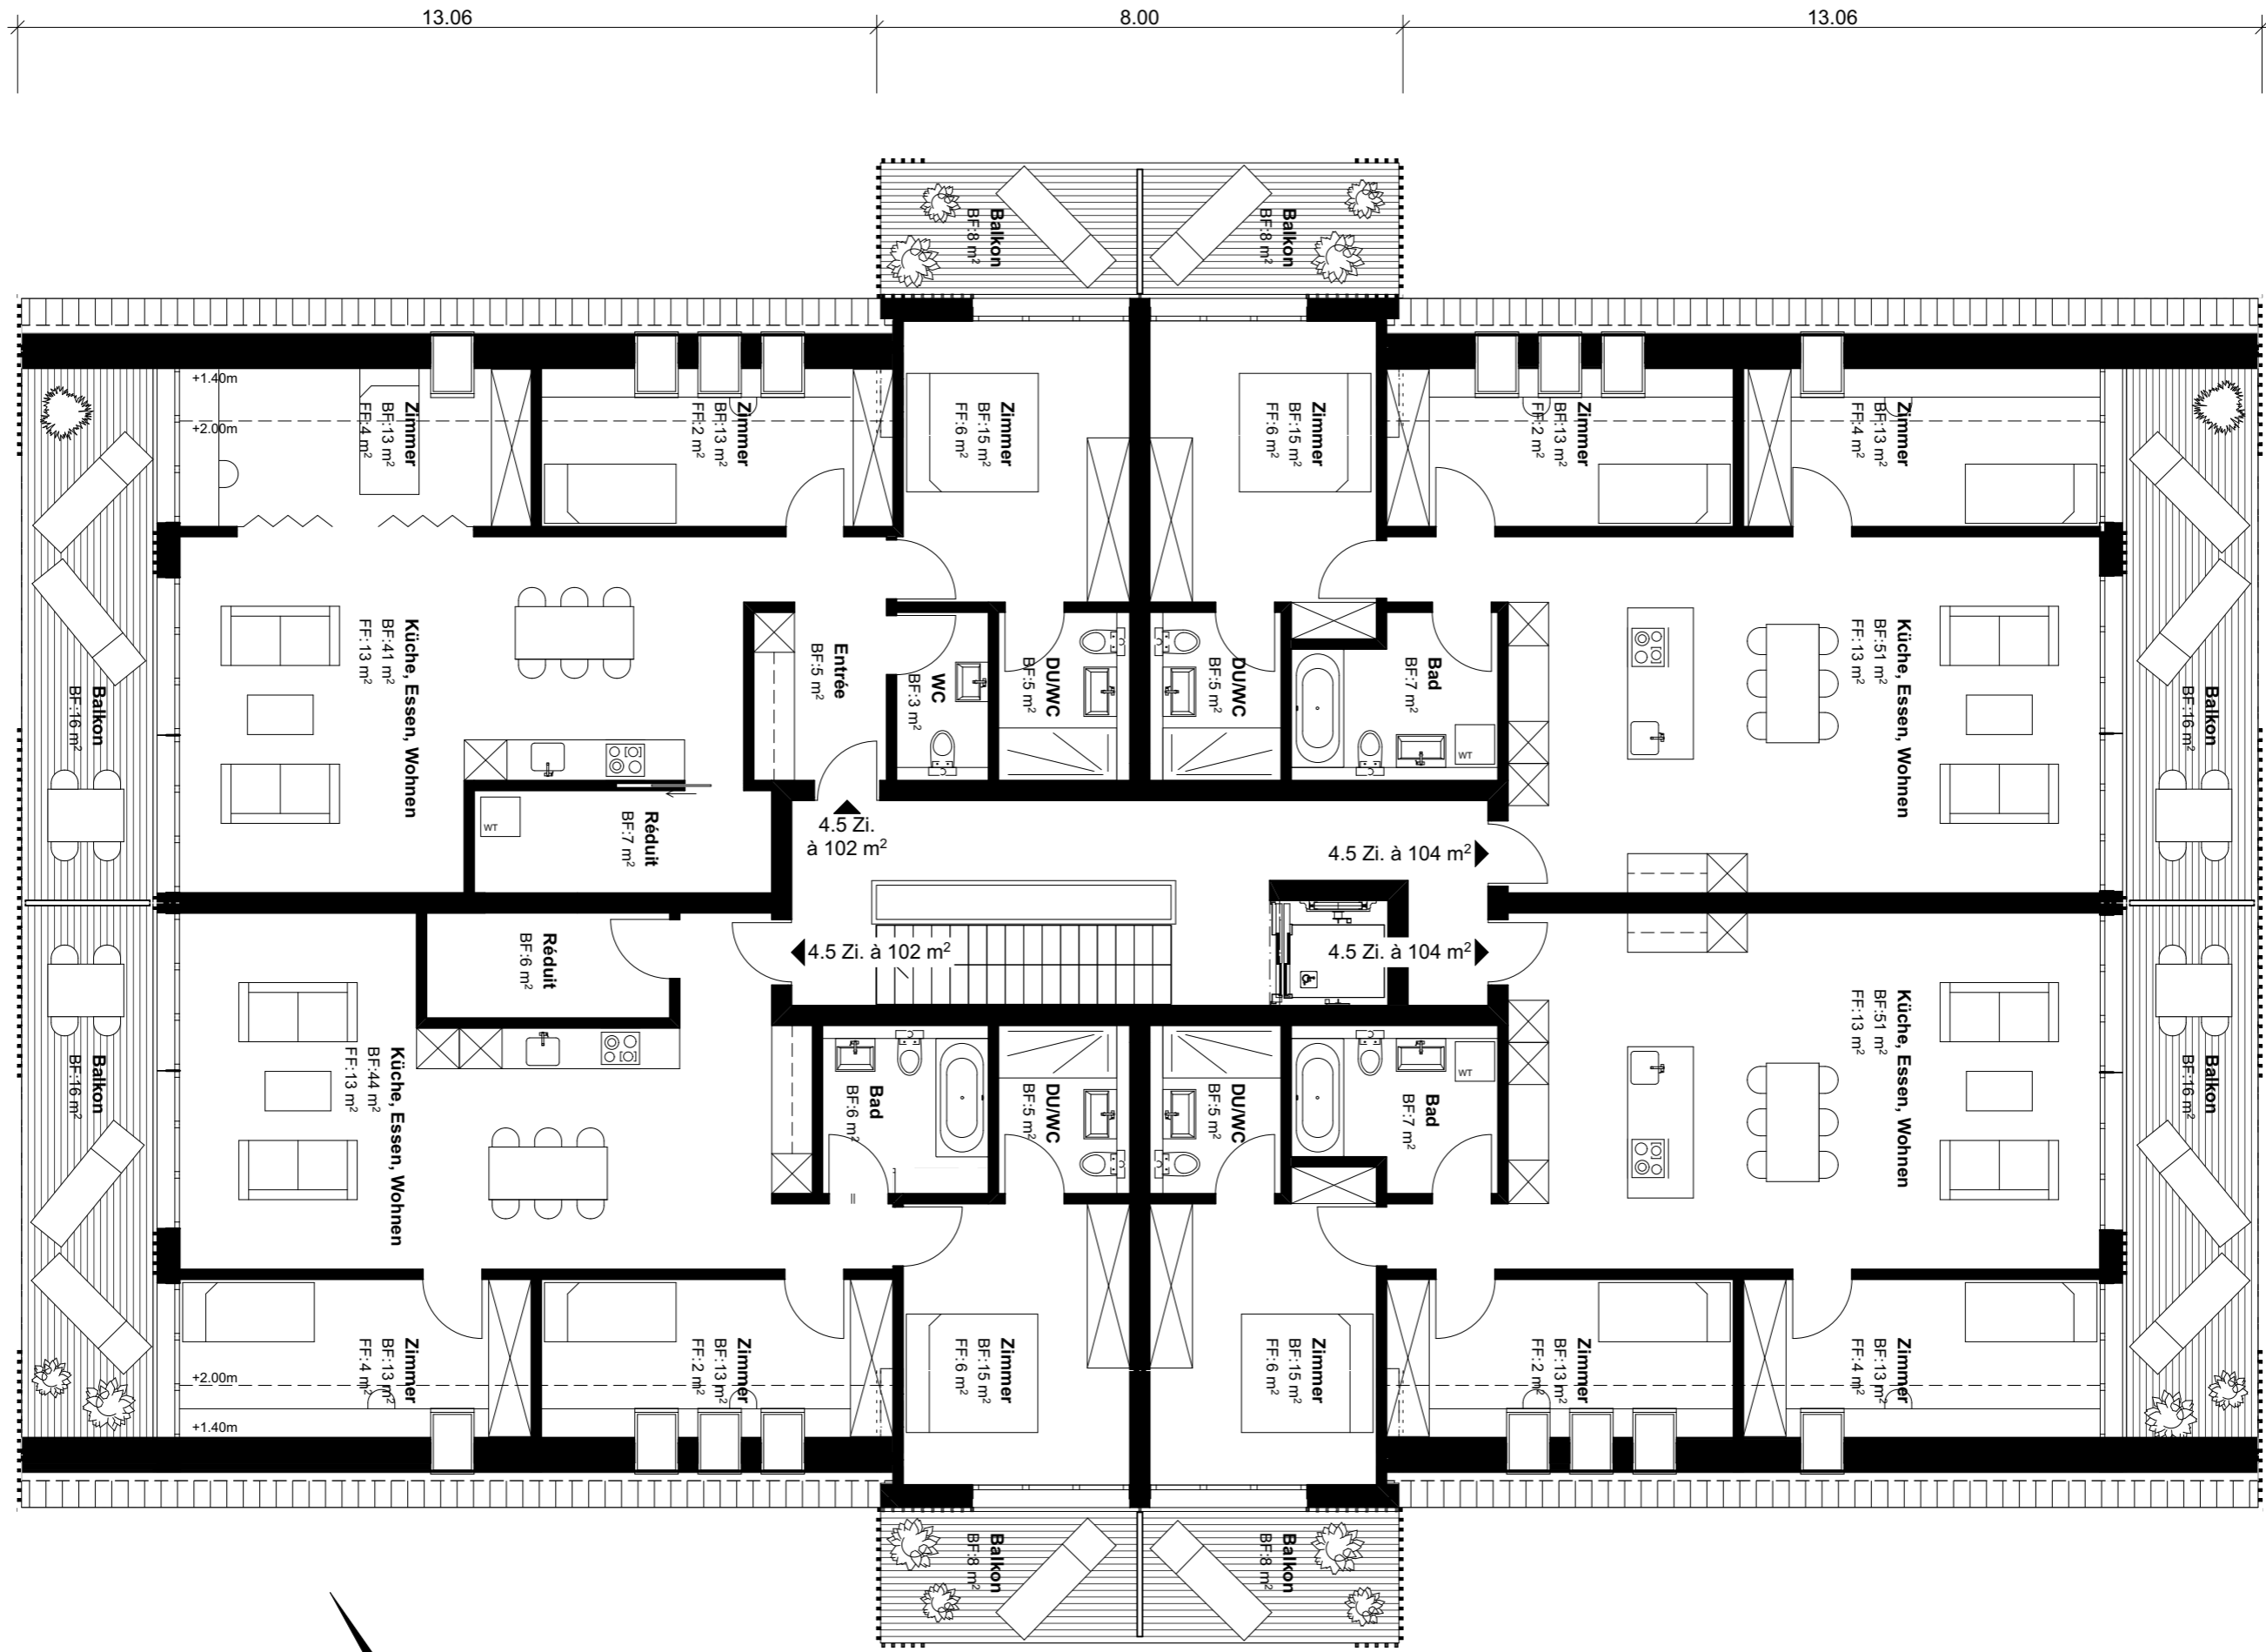 13.06
8.00
13.06
Balkon
BF:8 m²
Balkon
BF:8 m²
+1.40m
+2.00m
Zimmer
BF:13 m²
FF:4 m²
Zimmer
BF:13 m²
FF:2 m²
Zimmer
BF:15 m²
FF:6 m²
Zimmer
BF:15 m²
FF:6 m²
Zimmer
BF:13 m²
FF:2 m²
Zimmer
BF:13 m²
FF:4 m²
Balkon
BF:16 m²
Küche, Essen, Wohnen
BF:41 m²
FF:13 m²
Entrée
BF:5 m²
WC
BF:3 m²
DU/WC
BF:5 m²
DU/WC
BF:5 m²
Bad
BF:7 m²
WT
Küche, Essen, Wohnen
BF:51 m²
FF:13 m²
Balkon
BF:16 m²
WT
Réduit
BF:7 m²
4.5 Zi.
à 102 m²
4.5 Zi. à 104 m²
Réduit
BF:6 m²
4.5 Zi. à 102 m²
4.5 Zi. à 104 m²
Balkon
BF:16 m²
Küche, Essen, Wohnen
BF:44 m²
FF:13 m²
Bad
BF:6 m²
DU/WC
BF:5 m²
DU/WC
BF:5 m²
Bad
BF:7 m²
WT
Küche, Essen, Wohnen
BF:51 m²
FF:13 m²
Balkon
BF:16 m²
Zimmer
BF:13 m²
FF:4 m²
Zimmer
BF:13 m²
FF:2 m²
Zimmer
BF:15 m²
FF:6 m²
Zimmer
BF:15 m²
FF:6 m²
Zimmer
BF:13 m²
FF:2 m²
Zimmer
BF:13 m²
FF:4 m²
+2.00m
+1.40m
Balkon
BF:8 m²
Balkon
BF:8 m²